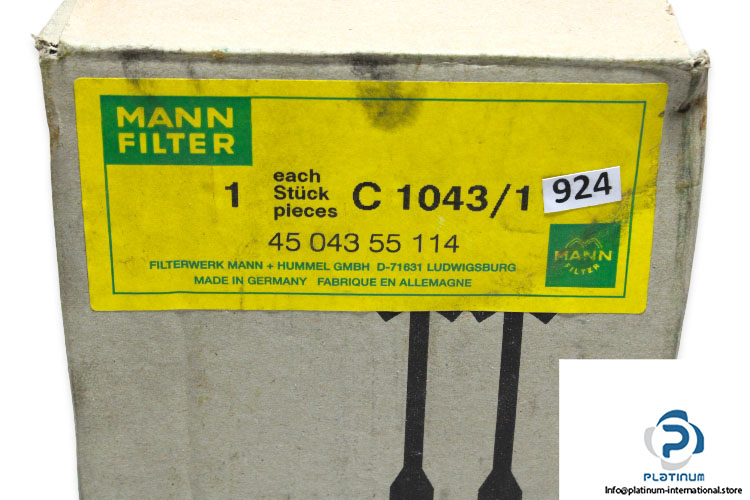 MANN
FILTER
1 each C 1043/1 924
Stück
pieces
45 043 55 114
MANN
FILTER
FILTERWERK MANN + HUMMEL GMBH D-71631 LUDWIGSBURG
MADE IN GERMANY FABRIQUE EN ALLEMAGNE
PLATINUM
Info@platinum-international.store